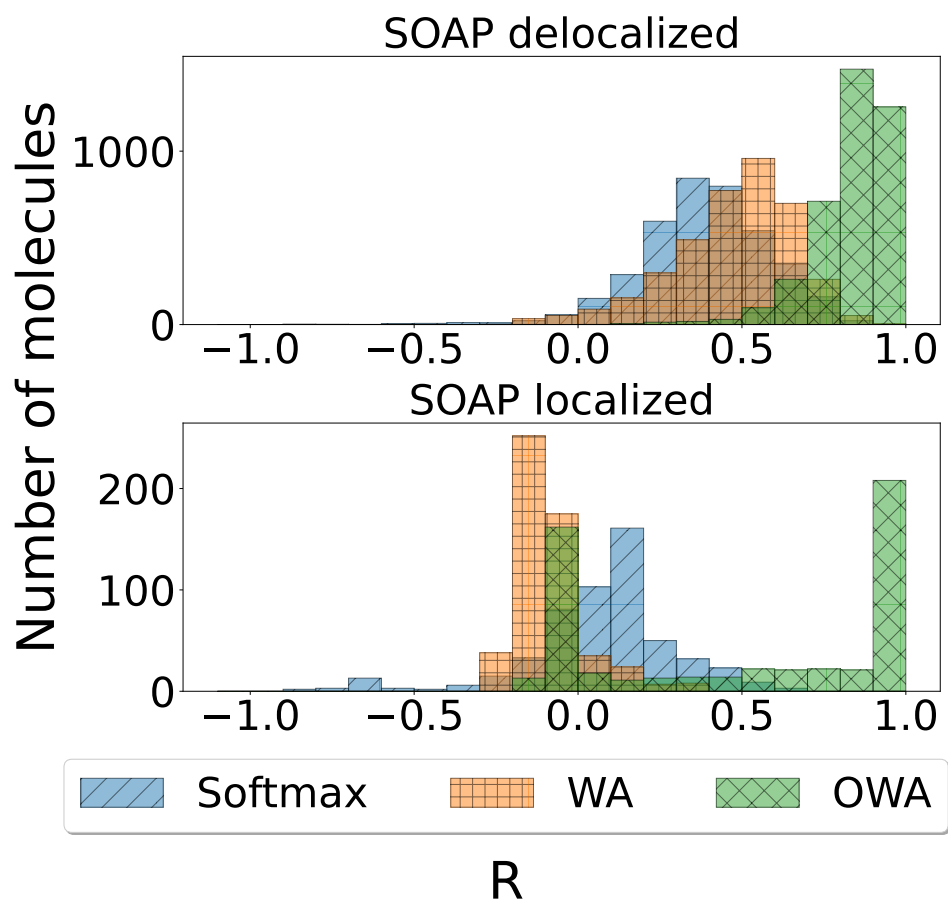 SOAP delocalized
Number of molecules
1000
0
−1.0 −0.5 0.0 0.5 1.0
SOAP localized
200
100
0
−1.0 −0.5 0.0 0.5 1.0
Softmax WA OWA
R